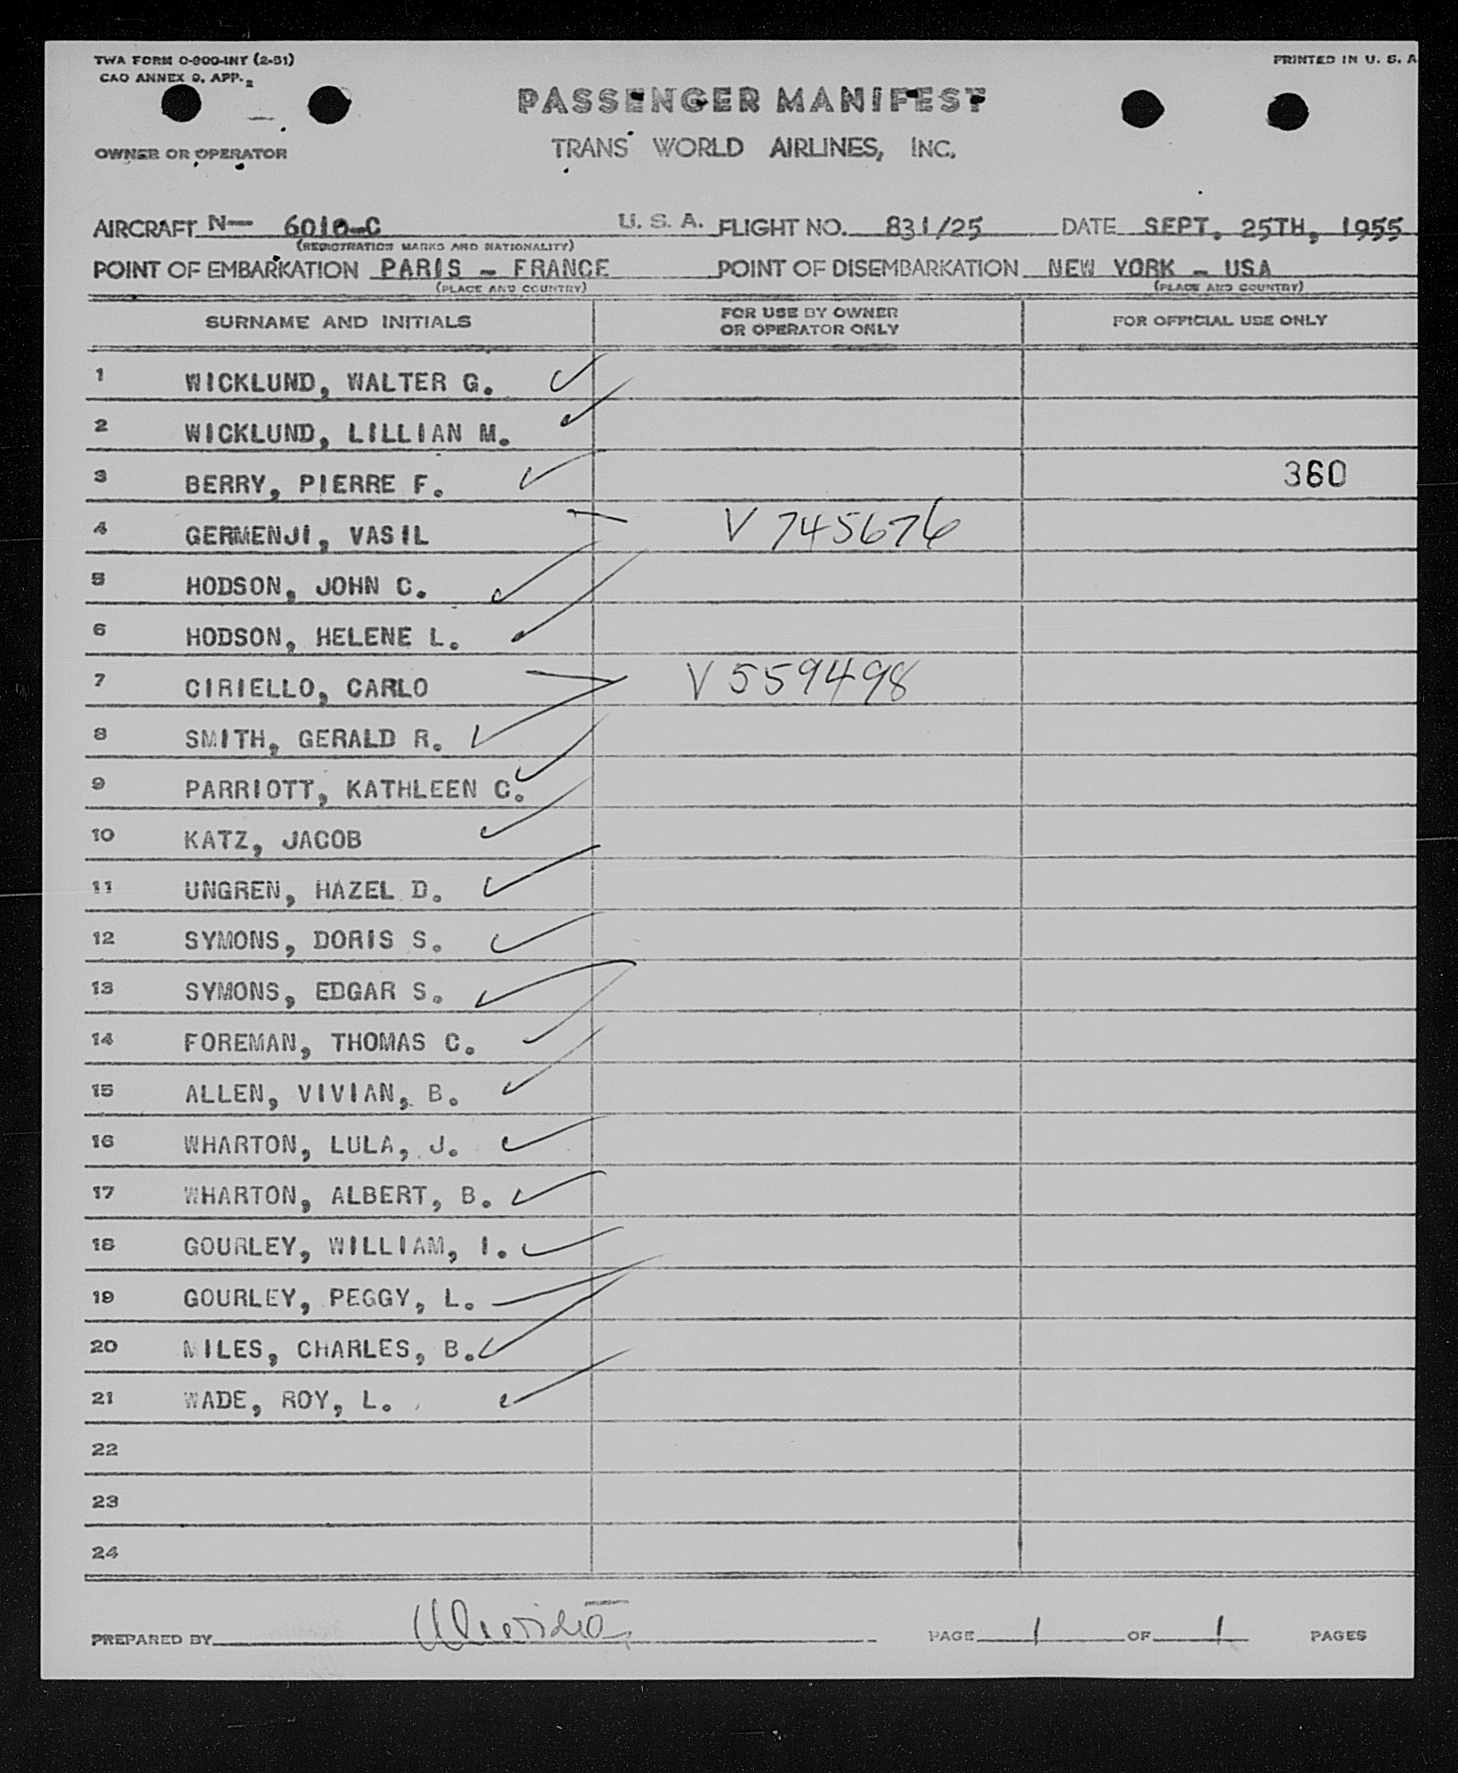 TWA FORM O-900-INT (2-51)
PRINTED IN U. S. A
CAO ANNEX 9, APP. 2
PASSENGER MANIFEST
OWNER OR OPERATOR
TRANS WORLD AIRLINES, INC.
AIRCRAFT N— 6010-C U. S. A. FLIGHT NO. 831/25 DATE SEPT. 25TH, 1955
(REGISTRATION MARKS AND NATIONALITY)
POINT OF EMBARKATION PARIS - FRANCE POINT OF DISEMBARKATION NEW YORK - USA
(PLACE AND COUNTRY) (PLACE AND COUNTRY)
SURNAME AND INITIALS FOR USE BY OWNER OR OPERATOR ONLY FOR OFFICIAL USE ONLY
1 WICKLUND, WALTER G.
2 WICKLUND, LILLIAN M.
3 BERRY, PIERRE F. 360
4 GERMENJI, VASIL V 745676
5 HODSON, JOHN C.
6 HODSON, HELENE L.
7 CIRIELLO, CARLO V 559498
8 SMITH, GERALD R.
9 PARRIOTT, KATHLEEN C.
10 KATZ, JACOB
11 UNGREN, HAZEL D.
12 SYMONS, DORIS S.
13 SYMONS, EDGAR S.
14 FOREMAN, THOMAS C.
15 ALLEN, VIVIAN, B.
16 WHARTON, LULA, J.
17 WHARTON, ALBERT, B.
18 GOURLEY, WILLIAM, I.
19 GOURLEY, PEGGY, L.
20 MILES, CHARLES, B.
21 WADE, ROY, L.
22
23
24
PREPARED BY PAGE 1 OF 1 PAGES